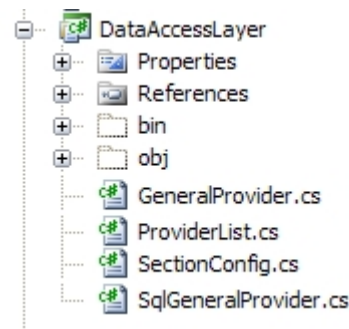 DataAccessLayer
Properties
References
bin
obj
GeneralProvider.cs
ProviderList.cs
SectionConfig.cs
SqlGeneralProvider.cs